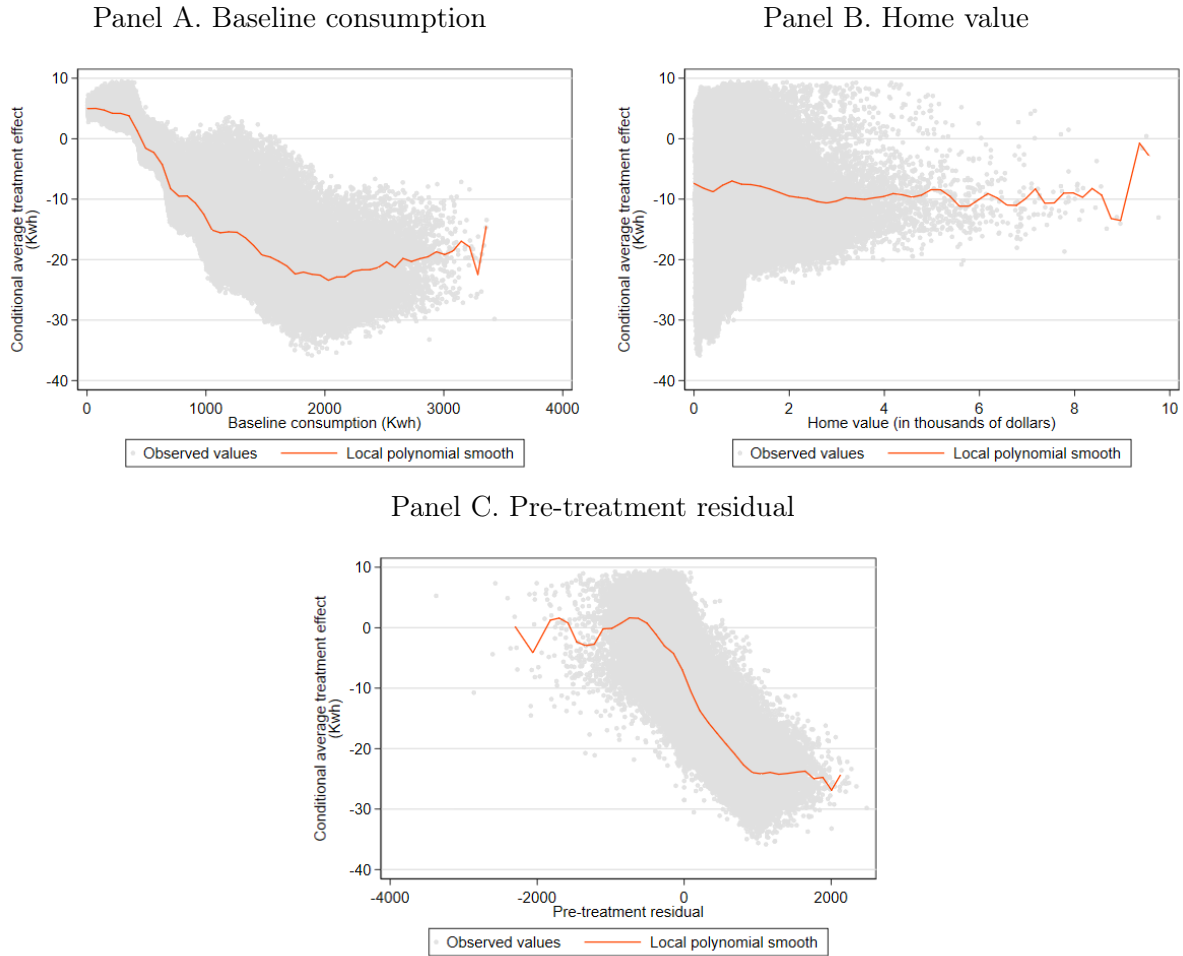 Panel A. Baseline consumption
Conditional average treatment effect
(Kwh)
10
0
-10
-20
-30
-40
0
1000
2000
3000
4000
Baseline consumption (Kwh)
Observed values
Local polynomial smooth
Panel B. Home value
Conditional average treatment effect
(Kwh)
10
0
-10
-20
-30
-40
0
2
4
6
8
10
Home value (in thousands of dollars)
Observed values
Local polynomial smooth
Panel C. Pre-treatment residual
Conditional average treatment effect
(Kwh)
10
0
-10
-20
-30
-40
-4000
-2000
0
2000
Pre-treatment residual
Observed values
Local polynomial smooth